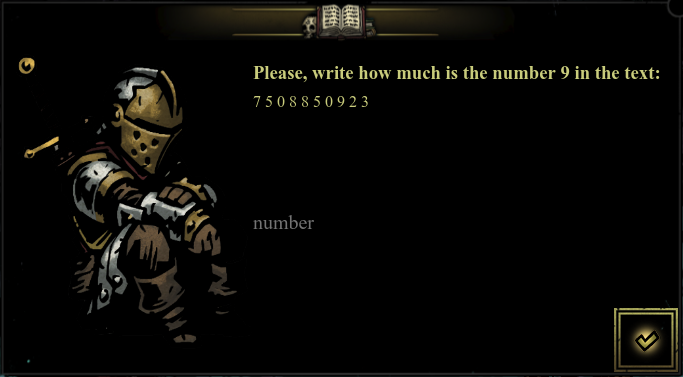 Please, write how much is the number 9 in the text:
7 5 0 8 8 5 0 9 2 3
number